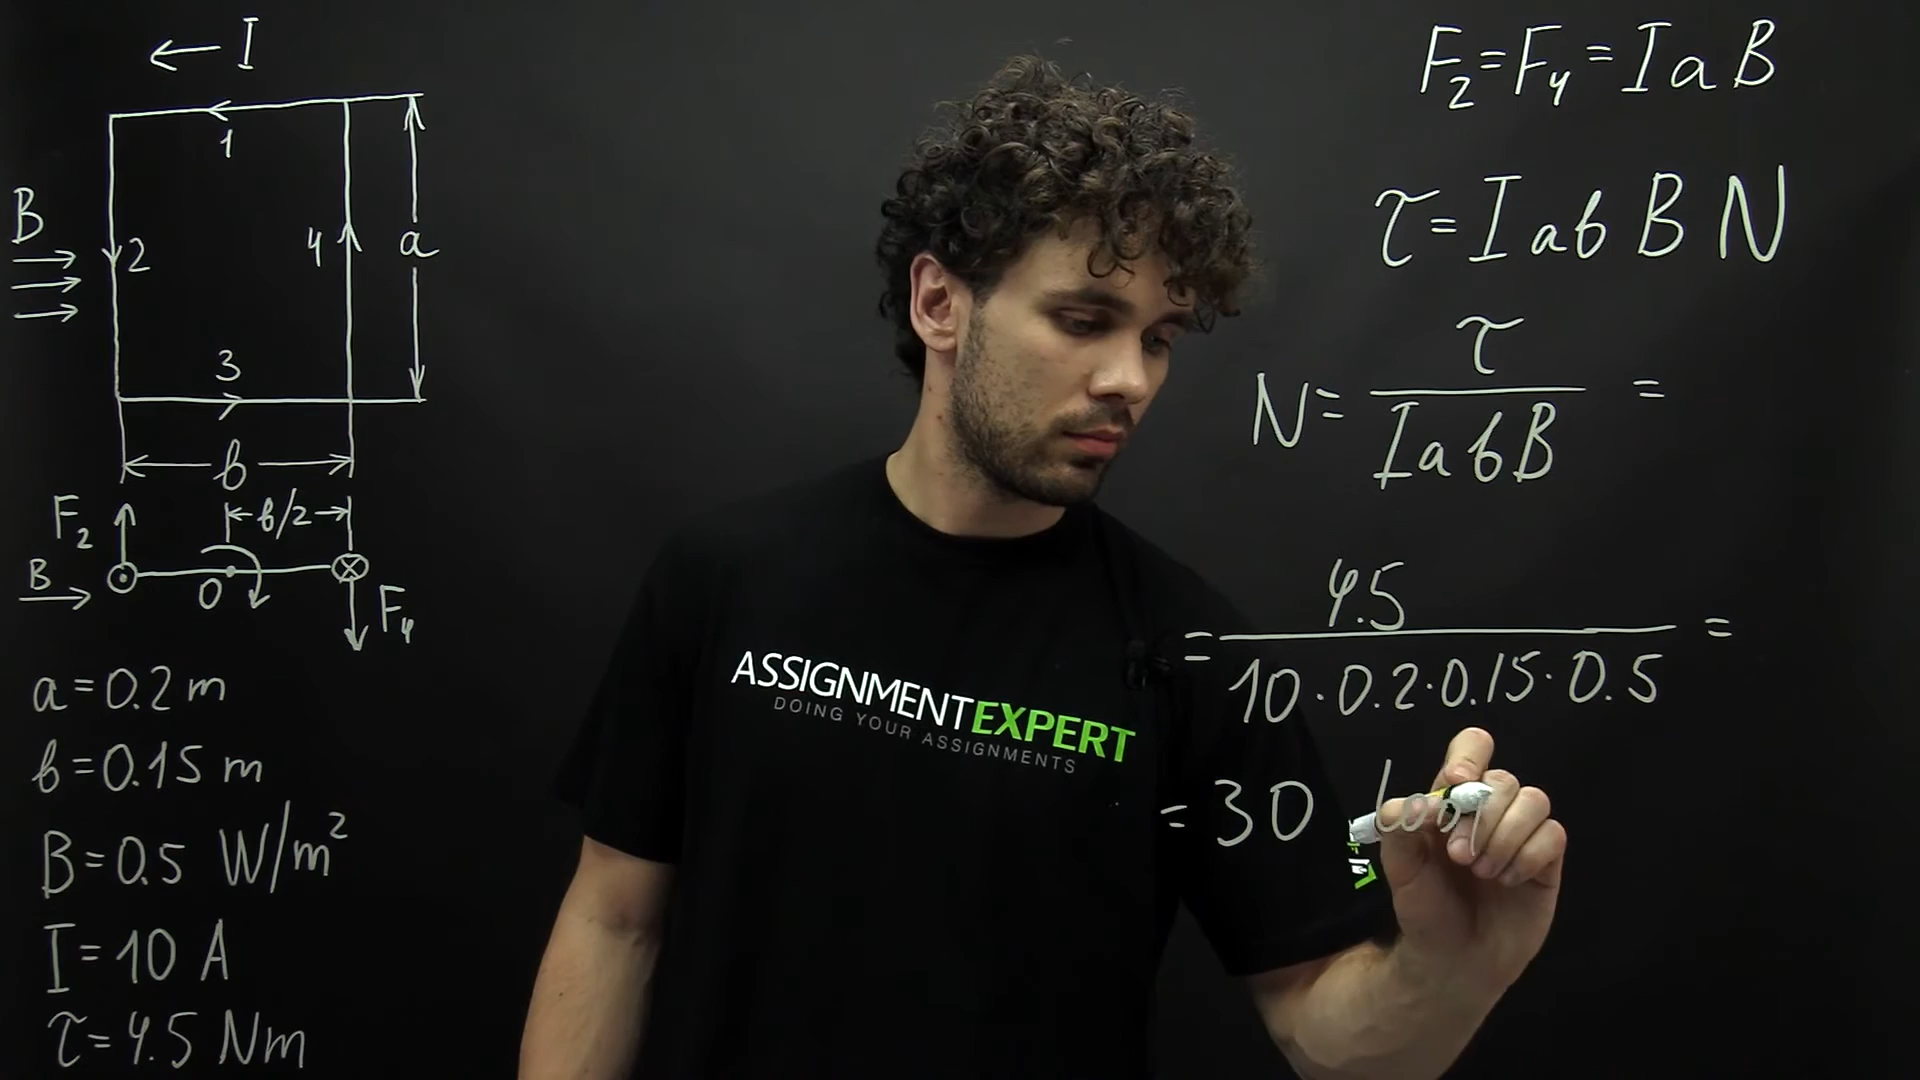 ← I
1
B
2
4
a
3
b
F₂
b/2
B
O
F₄
a = 0.2 m
b = 0.15 m
B = 0.5 W/m²
I = 10 A
τ = 4.5 Nm
ASSIGNMENTEXPERT
DOING YOUR ASSIGNMENTS
F₂ = F₄ = I a B
τ = I a b B N
N = τ / I a b B =
= 4.5 / 10 · 0.2 · 0.15 · 0.5 =
= 30